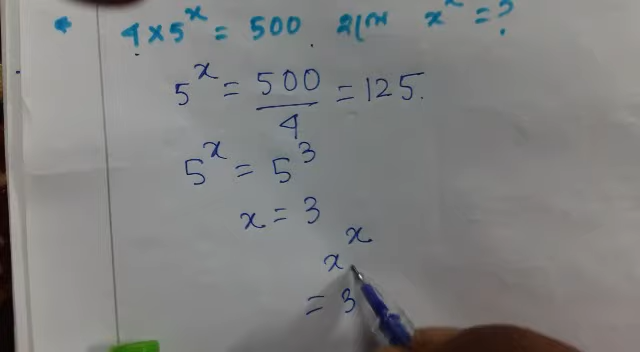 * 4 × 5^x = 500 . হলে x^x = ?
5^x = 500/4 = 125.
5^x = 5^3
x = 3
x^x
= 3